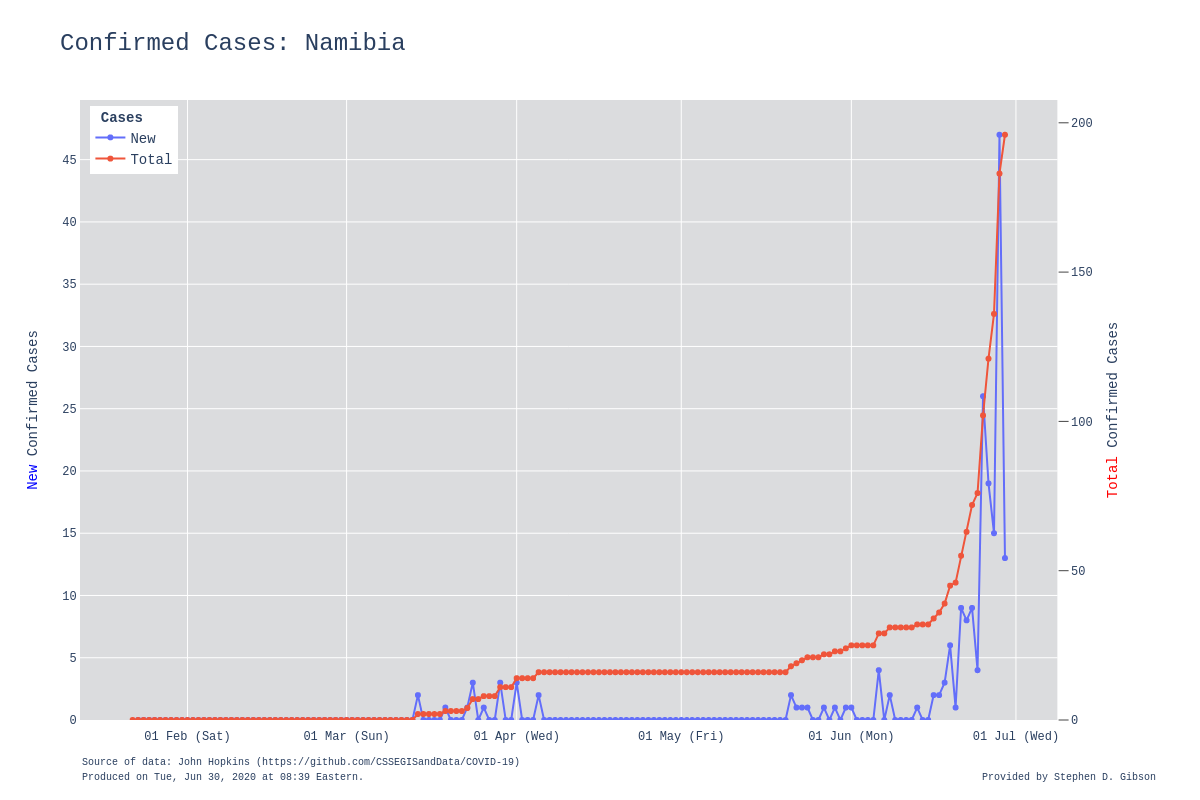 Confirmed Cases: Namibia
Cases
New
Total
45
40
35
30
25
20
15
10
5
0
200
150
100
50
0
New Confirmed Cases
Total Confirmed Cases
01 Feb (Sat)
01 Mar (Sun)
01 Apr (Wed)
01 May (Fri)
01 Jun (Mon)
01 Jul (Wed)
Source of data: John Hopkins (https://github.com/CSSEGISandData/COVID-19)
Produced on Tue, Jun 30, 2020 at 08:39 Eastern.
Provided by Stephen D. Gibson